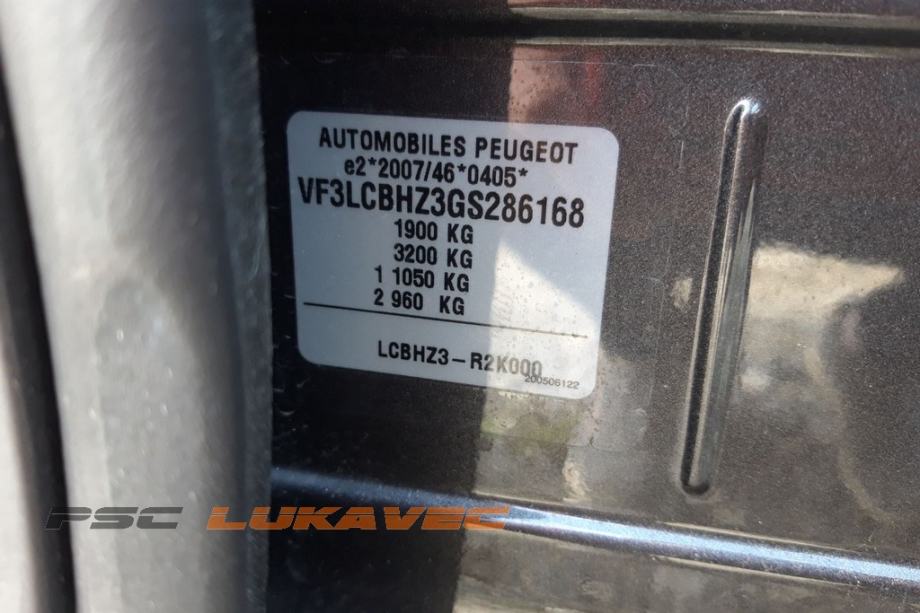 AUTOMOBILES PEUGEOT
e2*2007/46*0405*
VF3LCBHZ3GS286168
1900 KG
3200 KG
1 1050 KG
2 960 KG
LCBHZ3-R2K000
200506122
PSC LUKAVEC